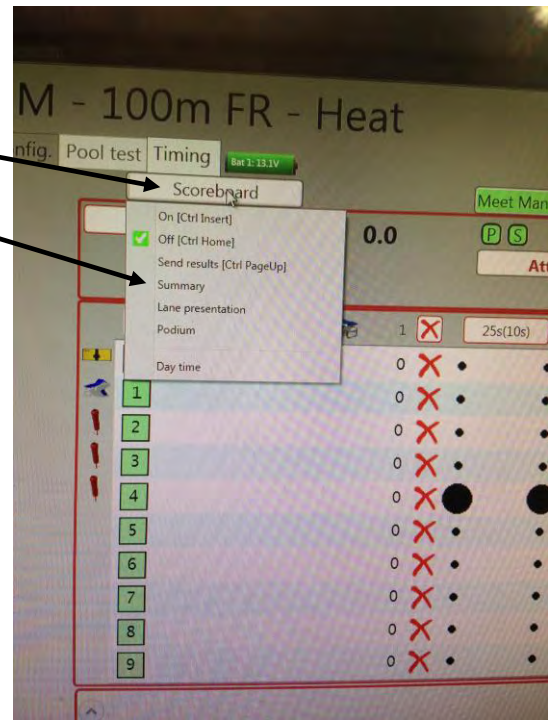 M - 100m FR - Heat
nfig. Pool test Timing Bat 1: 13.1V
Scoreboard
Meet Man
On [Ctrl Insert]
Off [Ctrl Home]
0.0
P S
Send results [Ctrl PageUp]
Att
Summary
Lane presentation
Podium
1 25s(10s)
Day time
0
1 0
2 0
3 0
4 0
5 0
6 0
7 0
8 0
9 0